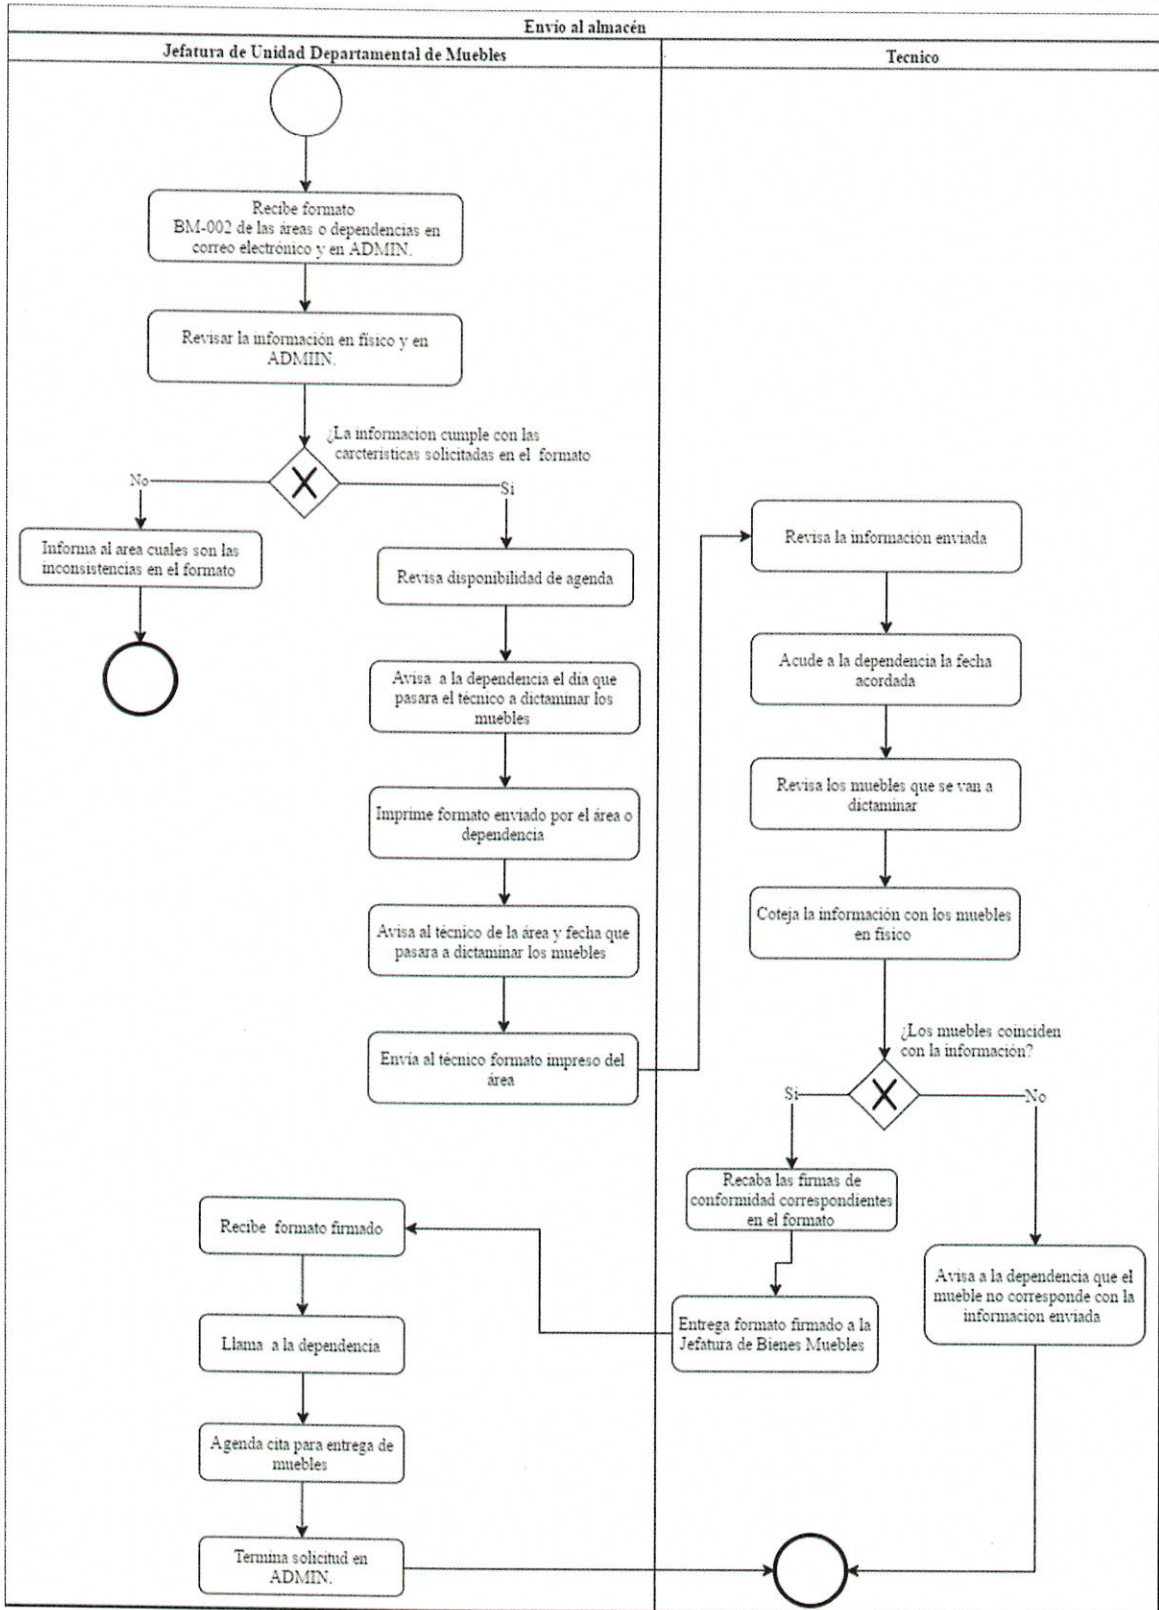 Envío al almacén
Jefatura de Unidad Departamental de Muebles
Tecnico
Recibe formato
BM-002 de las áreas o dependencias en
correo electrónico y en ADMIN.
Revisar la información en físico y en
ADMIIN.
¿La informacion cumple con las
carcteristicas solicitadas en el formato
No
Si
Informa al area cuales son las
inconsistencias en el formato
Revisa disponibilidad de agenda
Avisa a la dependencia el día que
pasara el técnico a dictaminar los
muebles
Imprime formato enviado por el área o
dependencia
Avisa al técnico de la área y fecha que
pasara a dictaminar los muebles
Envía al técnico formato impreso del
área
Revisa la información enviada
Acude a la dependencia la fecha
acordada
Revisa los muebles que se van a
dictaminar
Coteja la información con los muebles
en físico
¿Los muebles coinciden
con la información?
Si
No
Recaba las firmas de
conformidad correspondientes
en el formato
Avisa a la dependencia que el
mueble no corresponde con la
informacion enviada
Entrega formato firmado a la
Jefatura de Bienes Muebles
Recibe formato firmado
Llama a la dependencia
Agenda cita para entrega de
muebles
Termina solicitud en
ADMIN.